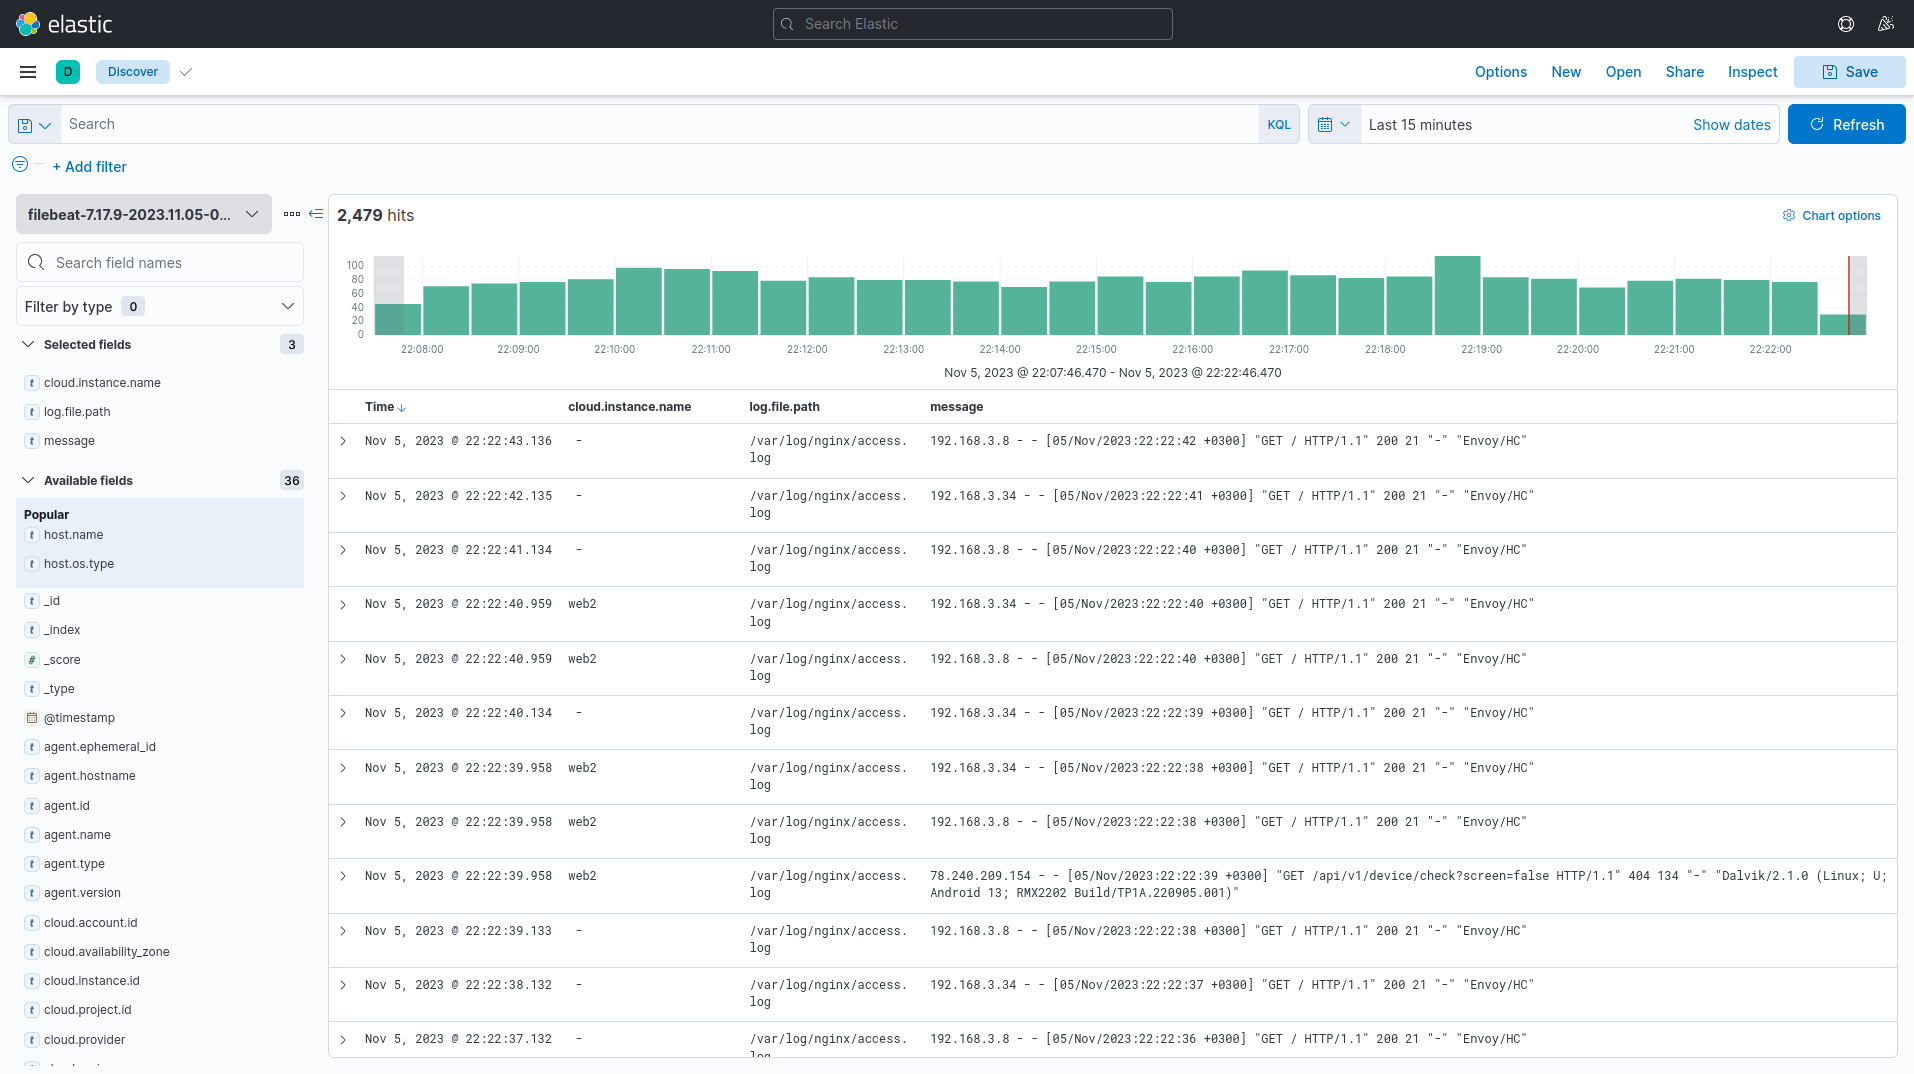 elastic
Search Elastic
D
Discover
Options
New
Open
Share
Inspect
Save
Search
KQL
Last 15 minutes
Show dates
Refresh
+ Add filter
filebeat-7.17.9-2023.11.05-0...
Search field names
Filter by type 0
Selected fields 3
t cloud.instance.name
t log.file.path
t message
Available fields 36
Popular
t host.name
t host.os.type
t _id
t _index
# _score
t _type
@timestamp
t agent.ephemeral_id
t agent.hostname
t agent.id
t agent.name
t agent.type
t agent.version
t cloud.account.id
t cloud.availability_zone
t cloud.instance.id
t cloud.project.id
t cloud.provider
2,479 hits
Chart options
100
80
60
40
20
0
22:08:00 22:09:00 22:10:00 22:11:00 22:12:00 22:13:00 22:14:00 22:15:00 22:16:00 22:17:00 22:18:00 22:19:00 22:20:00 22:21:00 22:22:00
Nov 5, 2023 @ 22:07:46.470 - Nov 5, 2023 @ 22:22:46.470
Time cloud.instance.name log.file.path message
Nov 5, 2023 @ 22:22:43.136 - /var/log/nginx/access. 192.168.3.8 - - [05/Nov/2023:22:22:42 +0300] "GET / HTTP/1.1" 200 21 "-" "Envoy/HC"
log
Nov 5, 2023 @ 22:22:42.135 - /var/log/nginx/access. 192.168.3.34 - - [05/Nov/2023:22:22:41 +0300] "GET / HTTP/1.1" 200 21 "-" "Envoy/HC"
log
Nov 5, 2023 @ 22:22:41.134 - /var/log/nginx/access. 192.168.3.8 - - [05/Nov/2023:22:22:40 +0300] "GET / HTTP/1.1" 200 21 "-" "Envoy/HC"
log
Nov 5, 2023 @ 22:22:40.959 web2 /var/log/nginx/access. 192.168.3.34 - - [05/Nov/2023:22:22:40 +0300] "GET / HTTP/1.1" 200 21 "-" "Envoy/HC"
log
Nov 5, 2023 @ 22:22:40.959 web2 /var/log/nginx/access. 192.168.3.8 - - [05/Nov/2023:22:22:40 +0300] "GET / HTTP/1.1" 200 21 "-" "Envoy/HC"
log
Nov 5, 2023 @ 22:22:40.134 - /var/log/nginx/access. 192.168.3.34 - - [05/Nov/2023:22:22:39 +0300] "GET / HTTP/1.1" 200 21 "-" "Envoy/HC"
log
Nov 5, 2023 @ 22:22:39.958 web2 /var/log/nginx/access. 192.168.3.34 - - [05/Nov/2023:22:22:38 +0300] "GET / HTTP/1.1" 200 21 "-" "Envoy/HC"
log
Nov 5, 2023 @ 22:22:39.958 web2 /var/log/nginx/access. 192.168.3.8 - - [05/Nov/2023:22:22:38 +0300] "GET / HTTP/1.1" 200 21 "-" "Envoy/HC"
log
Nov 5, 2023 @ 22:22:39.958 web2 /var/log/nginx/access. 78.240.209.154 - - [05/Nov/2023:22:22:39 +0300] "GET /api/v1/device/check?screen=false HTTP/1.1" 404 134 "-" "Dalvik/2.1.0 (Linux; U;
log Android 13; RMX2202 Build/TP1A.220905.001)"
Nov 5, 2023 @ 22:22:39.133 - /var/log/nginx/access. 192.168.3.8 - - [05/Nov/2023:22:22:38 +0300] "GET / HTTP/1.1" 200 21 "-" "Envoy/HC"
log
Nov 5, 2023 @ 22:22:38.132 - /var/log/nginx/access. 192.168.3.34 - - [05/Nov/2023:22:22:37 +0300] "GET / HTTP/1.1" 200 21 "-" "Envoy/HC"
log
Nov 5, 2023 @ 22:22:37.132 - /var/log/nginx/access. 192.168.3.8 - - [05/Nov/2023:22:22:36 +0300] "GET / HTTP/1.1" 200 21 "-" "Envoy/HC"
log